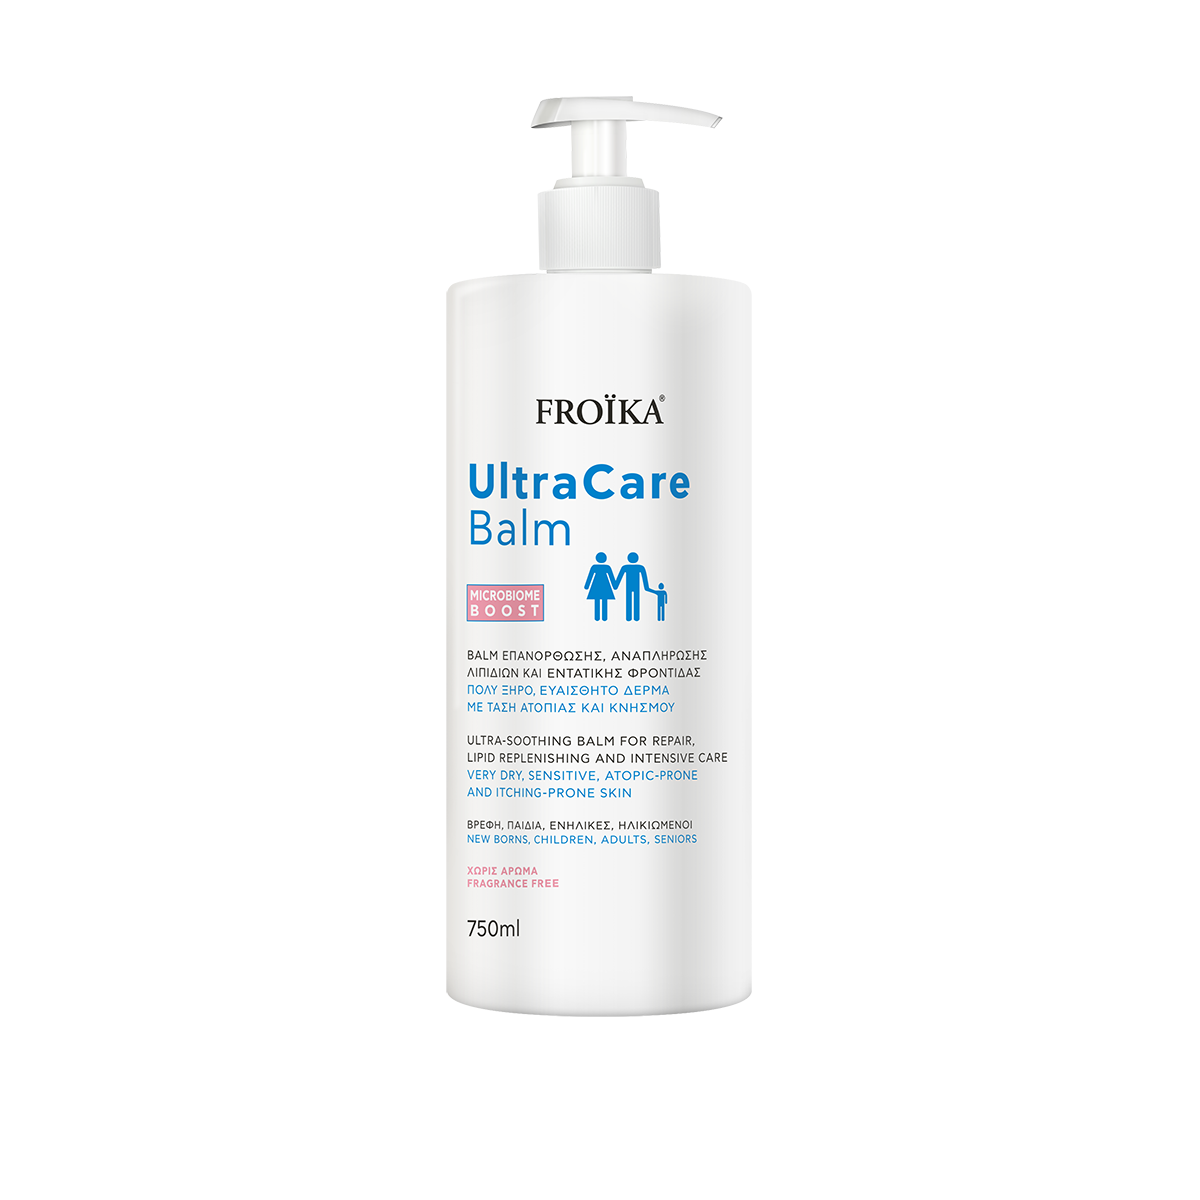 FROÏKA®
UltraCare
Balm
MICROBIOME
BOOST
BALM ΕΠΑΝΟΡΘΩΣΗΣ, ΑΝΑΠΛΗΡΩΣΗΣ
ΛΙΠΙΔΙΩΝ ΚΑΙ ΕΝΤΑΤΙΚΗΣ ΦΡΟΝΤΙΔΑΣ
ΠΟΛΥ ΞΗΡΟ, ΕΥΑΙΣΘΗΤΟ ΔΕΡΜΑ
ΜΕ ΤΑΣΗ ΑΤΟΠΙΑΣ ΚΑΙ ΚΝΗΣΜΟΥ
ULTRA-SOOTHING BALM FOR REPAIR,
LIPID REPLENISHING AND INTENSIVE CARE
VERY DRY, SENSITIVE, ATOPIC-PRONE
AND ITCHING-PRONE SKIN
ΒΡΕΦΗ, ΠΑΙΔΙΑ, ΕΝΗΛΙΚΕΣ, ΗΛΙΚΙΩΜΕΝΟΙ
NEW BORNS, CHILDREN, ADULTS, SENIORS
ΧΩΡΙΣ ΑΡΩΜΑ
FRAGRANCE FREE
750ml